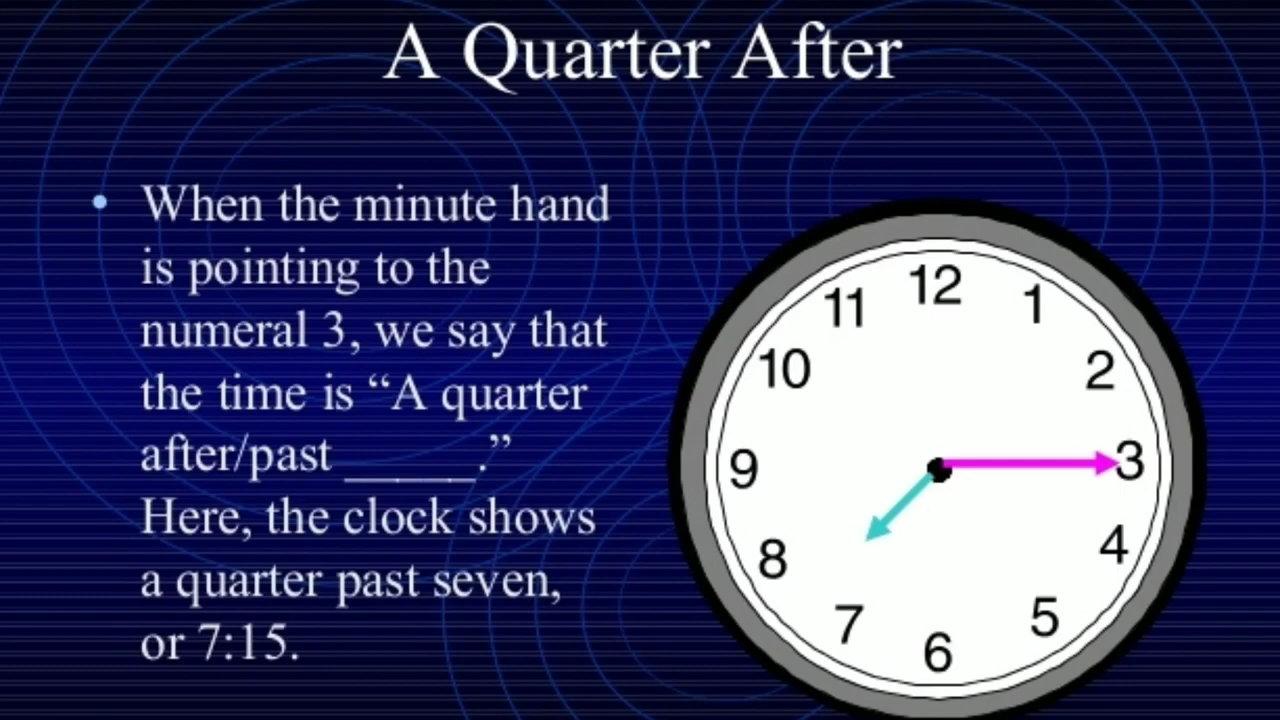 A Quarter After
• When the minute hand
is pointing to the
numeral 3, we say that
the time is “A quarter
after/past _____.”
Here, the clock shows
a quarter past seven,
or 7:15.
12
11 1
10 2
9 3
8 4
7 5
6